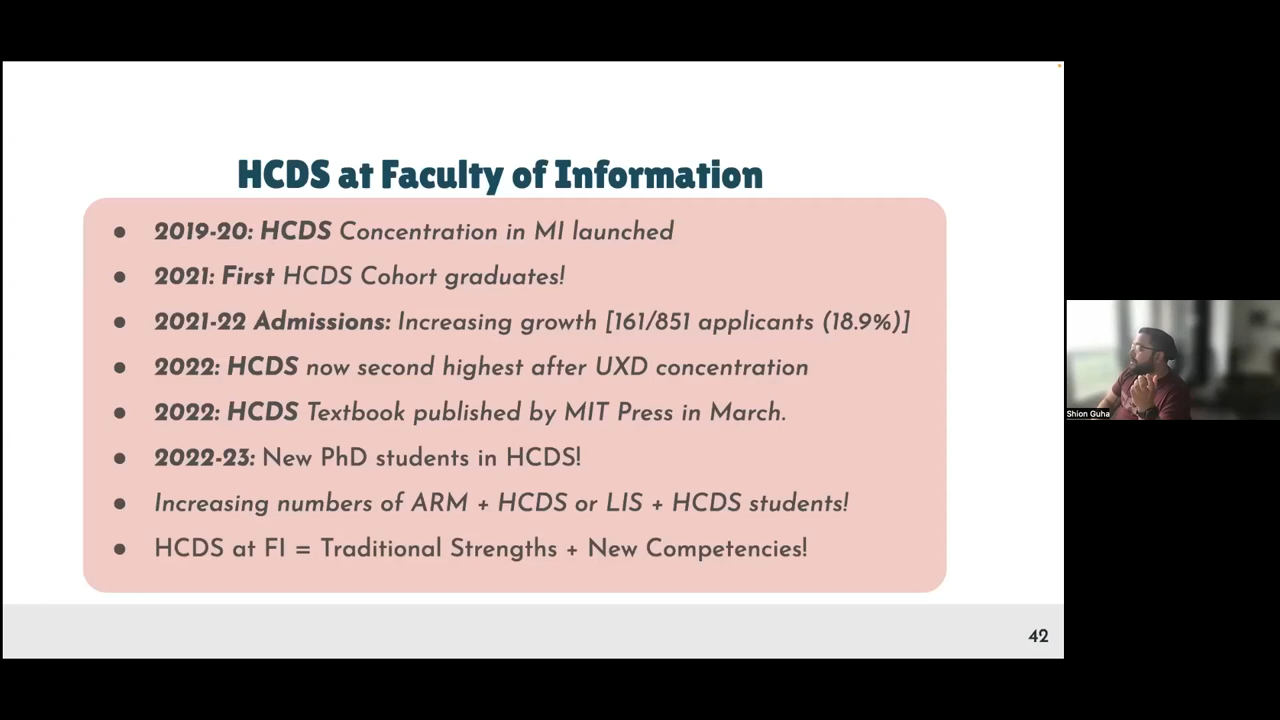 HCDS at Faculty of Information
● 2019-20: HCDS Concentration in MI launched
● 2021: First HCDS Cohort graduates!
● 2021-22 Admissions: Increasing growth [161/851 applicants (18.9%)]
● 2022: HCDS now second highest after UXD concentration
● 2022: HCDS Textbook published by MIT Press in March.
● 2022-23: New PhD students in HCDS!
● Increasing numbers of ARM + HCDS or LIS + HCDS students!
● HCDS at FI = Traditional Strengths + New Competencies!
42
Shion Guha